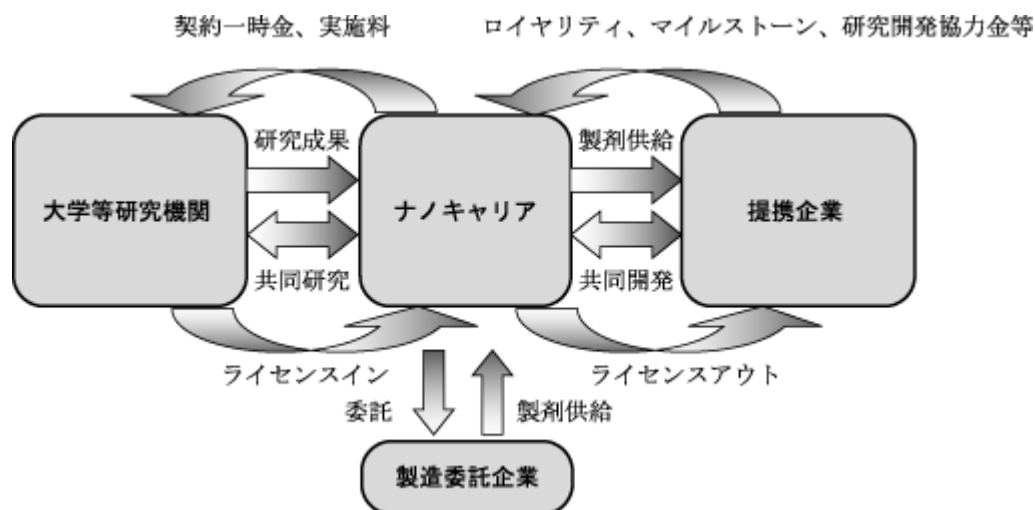 契約一時金、実施料
ロイヤリティ、マイルストーン、研究開発協力金等
研究成果
製剤供給
大学等研究機関
ナノキャリア
提携企業
共同研究
共同開発
ライセンスイン
ライセンスアウト
委託
製剤供給
製造委託企業